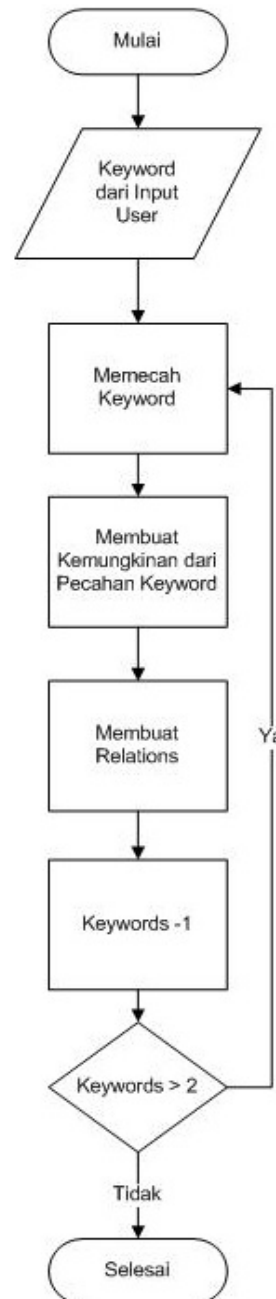 Mulai
Keyword
dari Input
User
Memecah
Keyword
Membuat
Kemungkinan dari
Pecahan Keyword
Membuat
Relations
Ya
Keywords -1
Keywords > 2
Tidak
Selesai